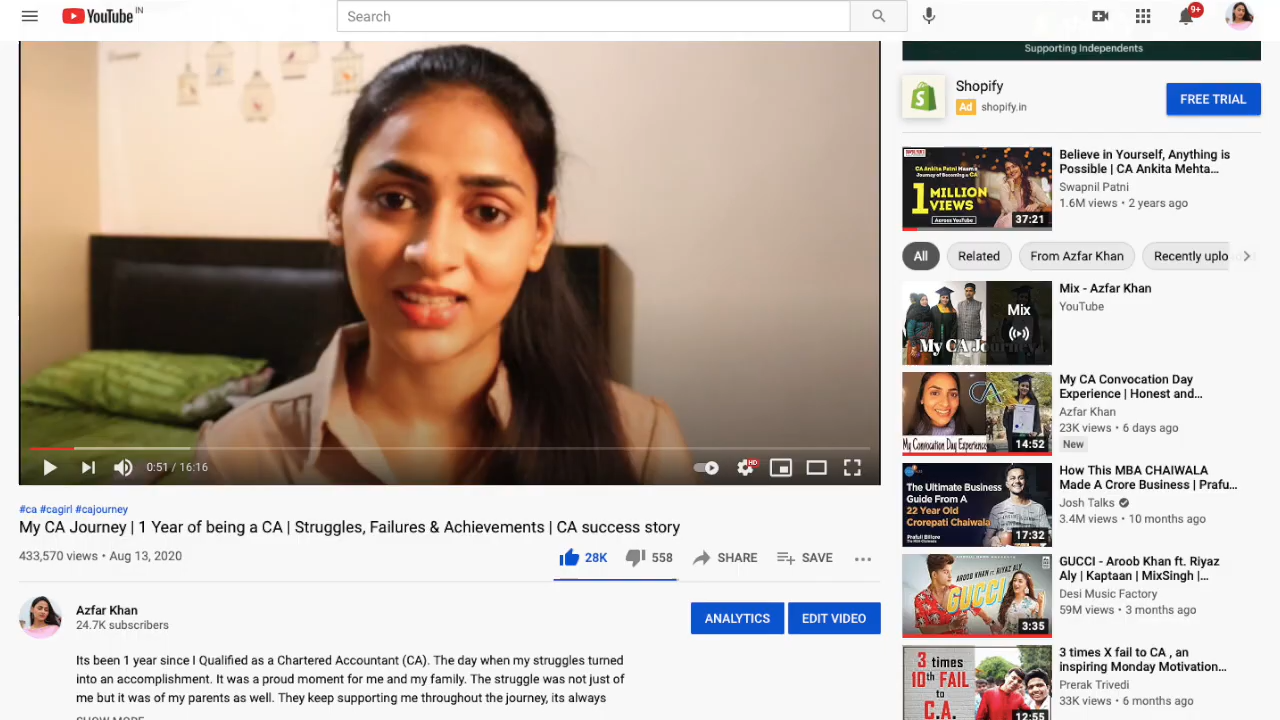 YouTube IN
Search
9+
Supporting Independents
Shopify
Ad shopify.in
FREE TRIAL
CA Ankita Patni
Journey of Becoming a CA
1 MILLION
VIEWS
Across YouTube
37:21
Believe in Yourself, Anything is
Possible | CA Ankita Mehta...
Swapnil Patni
1.6M views • 2 years ago
All
Related
From Azfar Khan
Recently uplo
Mix
My CA Journey
Mix - Azfar Khan
YouTube
CA
My Convocation Day Experience
14:52
My CA Convocation Day
Experience | Honest and...
Azfar Khan
23K views • 6 days ago
New
The Ultimate Business
Guide From A
22 Year Old
Crorepati Chaiwala
Prafull Billore
17:32
How This MBA CHAIWALA
Made A Crore Business | Prafu...
Josh Talks
3.4M views • 10 months ago
AROOB KHAN FT. RIYAZ ALY
GUCCI
3:35
GUCCI - Aroob Khan ft. Riyaz
Aly | Kaptaan | MixSingh |...
Desi Music Factory
59M views • 3 months ago
3 times
10th FAIL
to
C.A.
12:55
3 times X fail to CA , an
inspiring Monday Motivation...
Prerak Trivedi
33K views • 6 months ago
0:51 / 16:16
HD
#ca #cagirl #cajourney
My CA Journey | 1 Year of being a CA | Struggles, Failures & Achievements | CA success story
433,570 views • Aug 13, 2020
28K
558
SHARE
SAVE
Azfar Khan
24.7K subscribers
ANALYTICS
EDIT VIDEO
Its been 1 year since I Qualified as a Chartered Accountant (CA). The day when my struggles turned
into an accomplishment. It was a proud moment for me and my family. The struggle was not just of
me but it was of my parents as well. They keep supporting me throughout the journey, its always
SHOW MORE